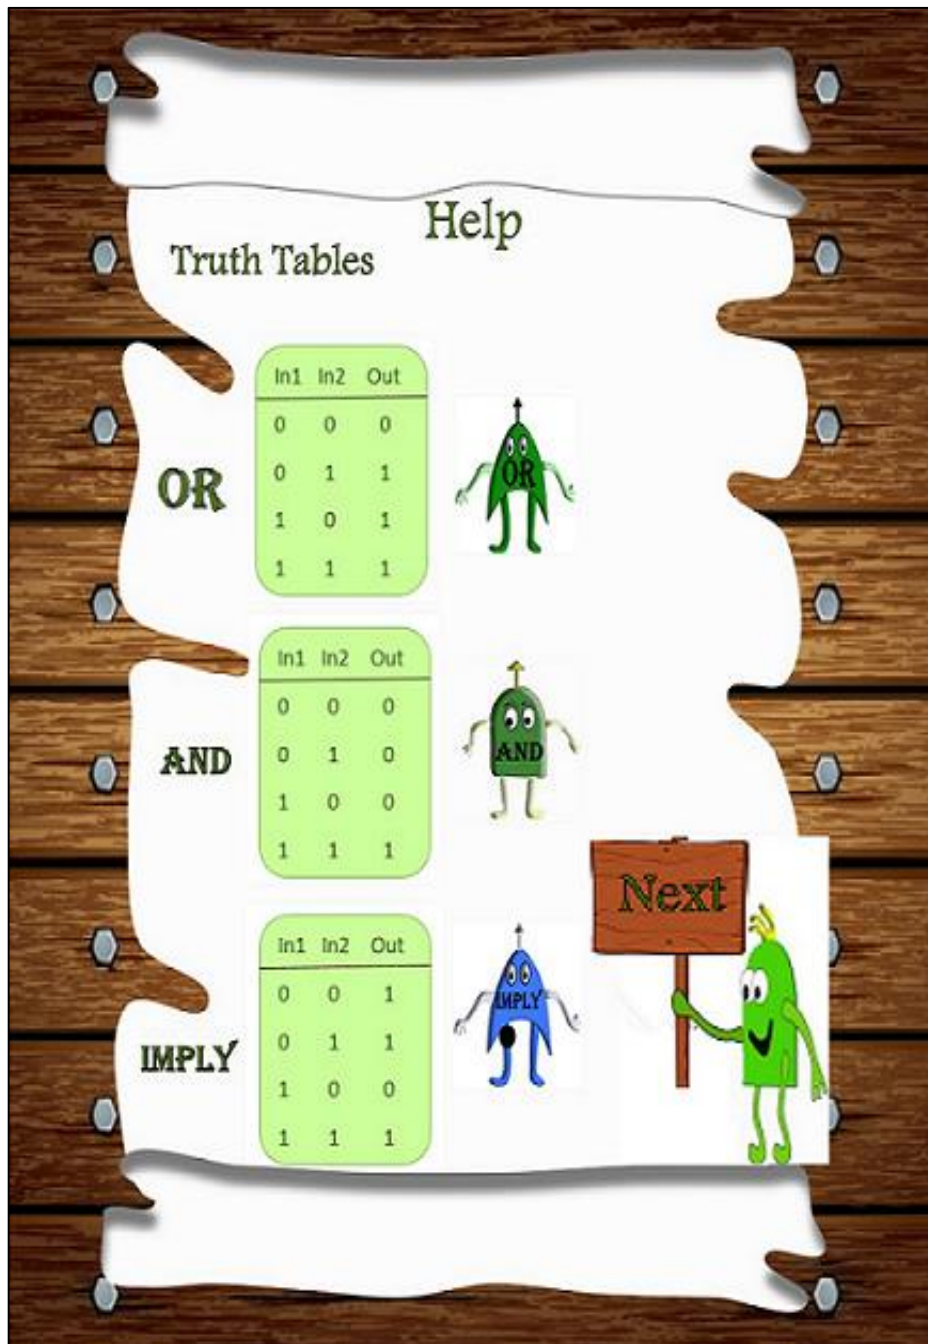 Help
Truth Tables
In1 In2 Out
0 0 0
0 1 1
1 0 1
1 1 1
OR
OR
In1 In2 Out
0 0 0
0 1 0
1 0 0
1 1 1
AND
AND
Next
In1 In2 Out
0 0 1
0 1 1
1 0 0
1 1 1
IMPLY
IMPLY